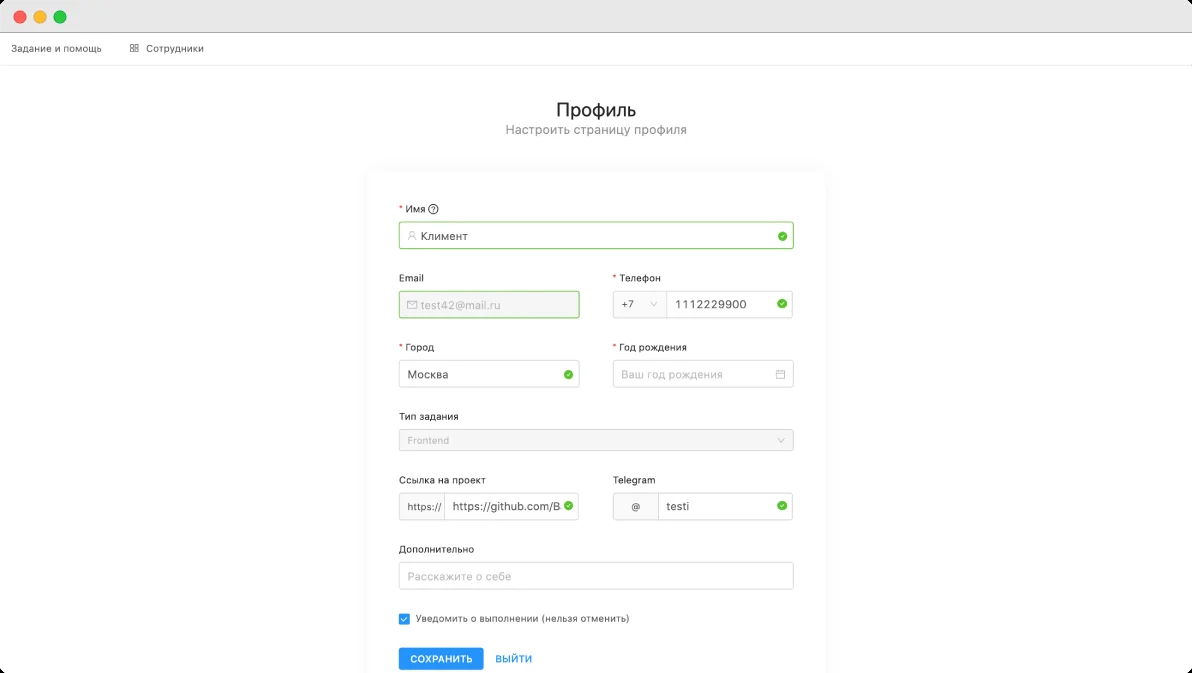 Задание и помощь Сотрудники
Профиль
Настроить страницу профиля
* Имя
Климент
Email * Телефон
test42@mail.ru +7 1112229900
* Город * Год рождения
Москва Ваш год рождения
Тип задания
Frontend
Ссылка на проект Telegram
https:// https://github.com/B @ testi
Дополнительно
Расскажите о себе
Уведомить о выполнении (нельзя отменить)
СОХРАНИТЬ ВЫЙТИ